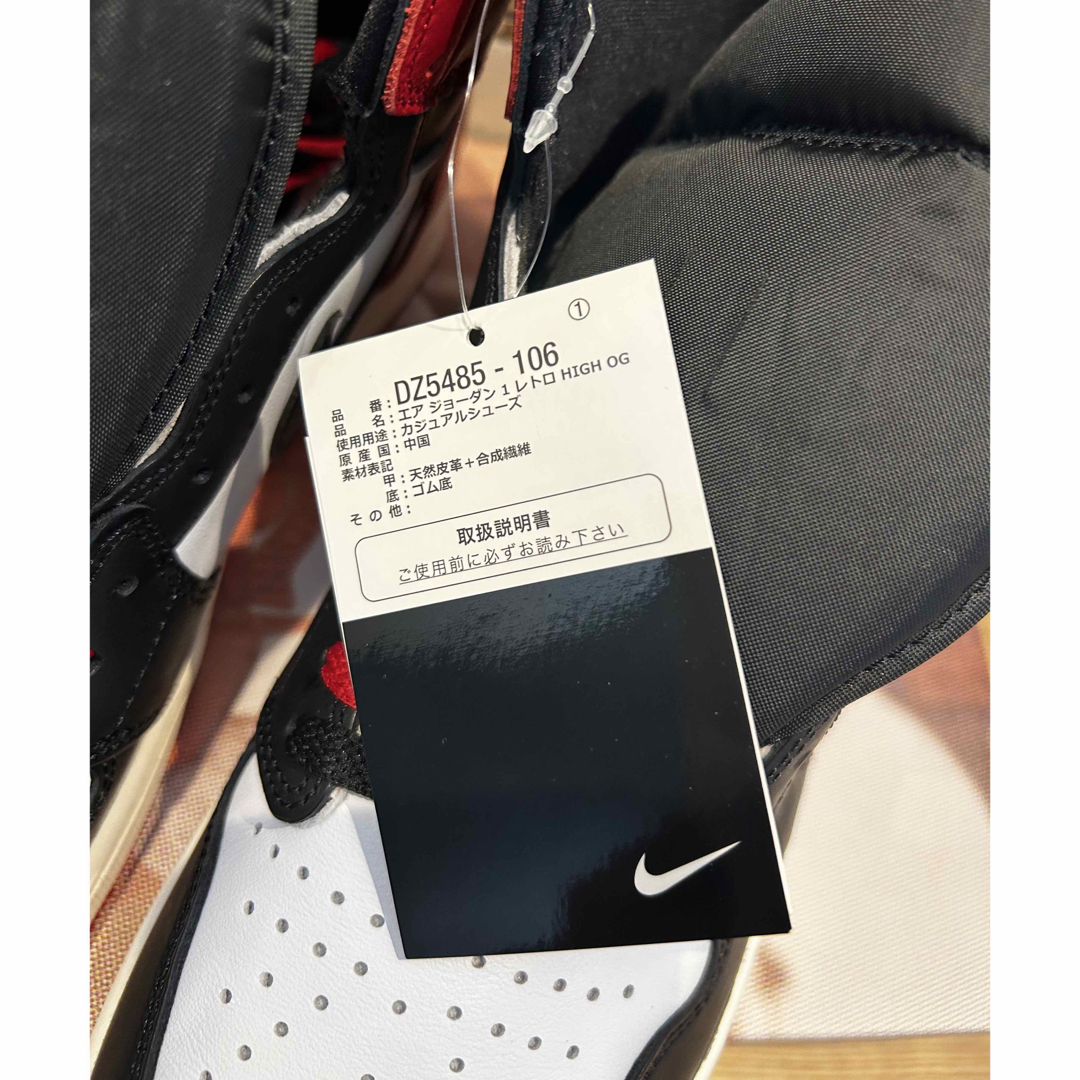 ①
品 番：DZ5485 - 106
品 名：エア ジョーダン 1 レトロ HIGH OG
使用用途：カジュアルシューズ
原 産 国：中国
素材表記
甲：天然皮革＋合成繊維
底：ゴム底
そ の 他：
取扱説明書
ご使用前に必ずお読み下さい